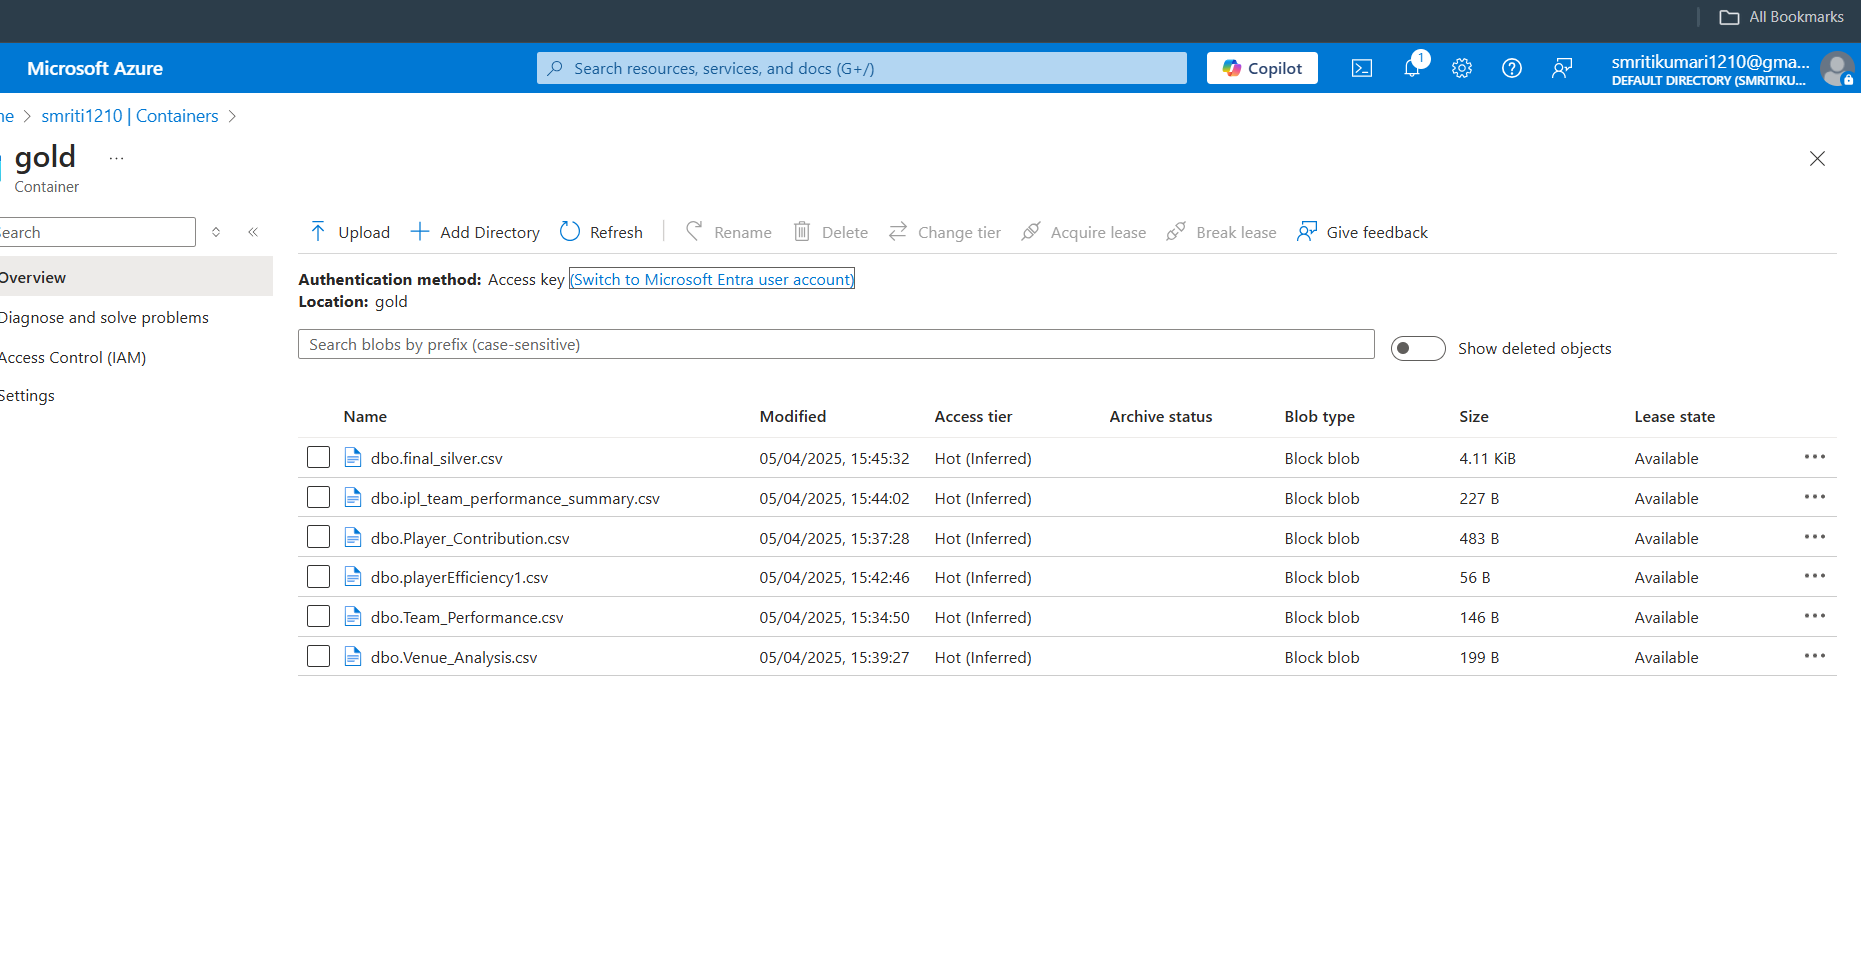 All Bookmarks
Microsoft Azure
Search resources, services, and docs (G+/)
Copilot
1
smritikumari1210@gma...
DEFAULT DIRECTORY (SMRITIKU...
smriti1210 | Containers
gold
Container
Upload
Add Directory
Refresh
Rename
Delete
Change tier
Acquire lease
Break lease
Give feedback
Overview
Diagnose and solve problems
Access Control (IAM)
Settings
Authentication method: Access key (Switch to Microsoft Entra user account)
Location: gold
Search blobs by prefix (case-sensitive)
Show deleted objects
Name Modified Access tier Archive status Blob type Size Lease state
dbo.final_silver.csv 05/04/2025, 15:45:32 Hot (Inferred) Block blob 4.11 KiB Available
dbo.ipl_team_performance_summary.csv 05/04/2025, 15:44:02 Hot (Inferred) Block blob 227 B Available
dbo.Player_Contribution.csv 05/04/2025, 15:37:28 Hot (Inferred) Block blob 483 B Available
dbo.playerEfficiency1.csv 05/04/2025, 15:42:46 Hot (Inferred) Block blob 56 B Available
dbo.Team_Performance.csv 05/04/2025, 15:34:50 Hot (Inferred) Block blob 146 B Available
dbo.Venue_Analysis.csv 05/04/2025, 15:39:27 Hot (Inferred) Block blob 199 B Available